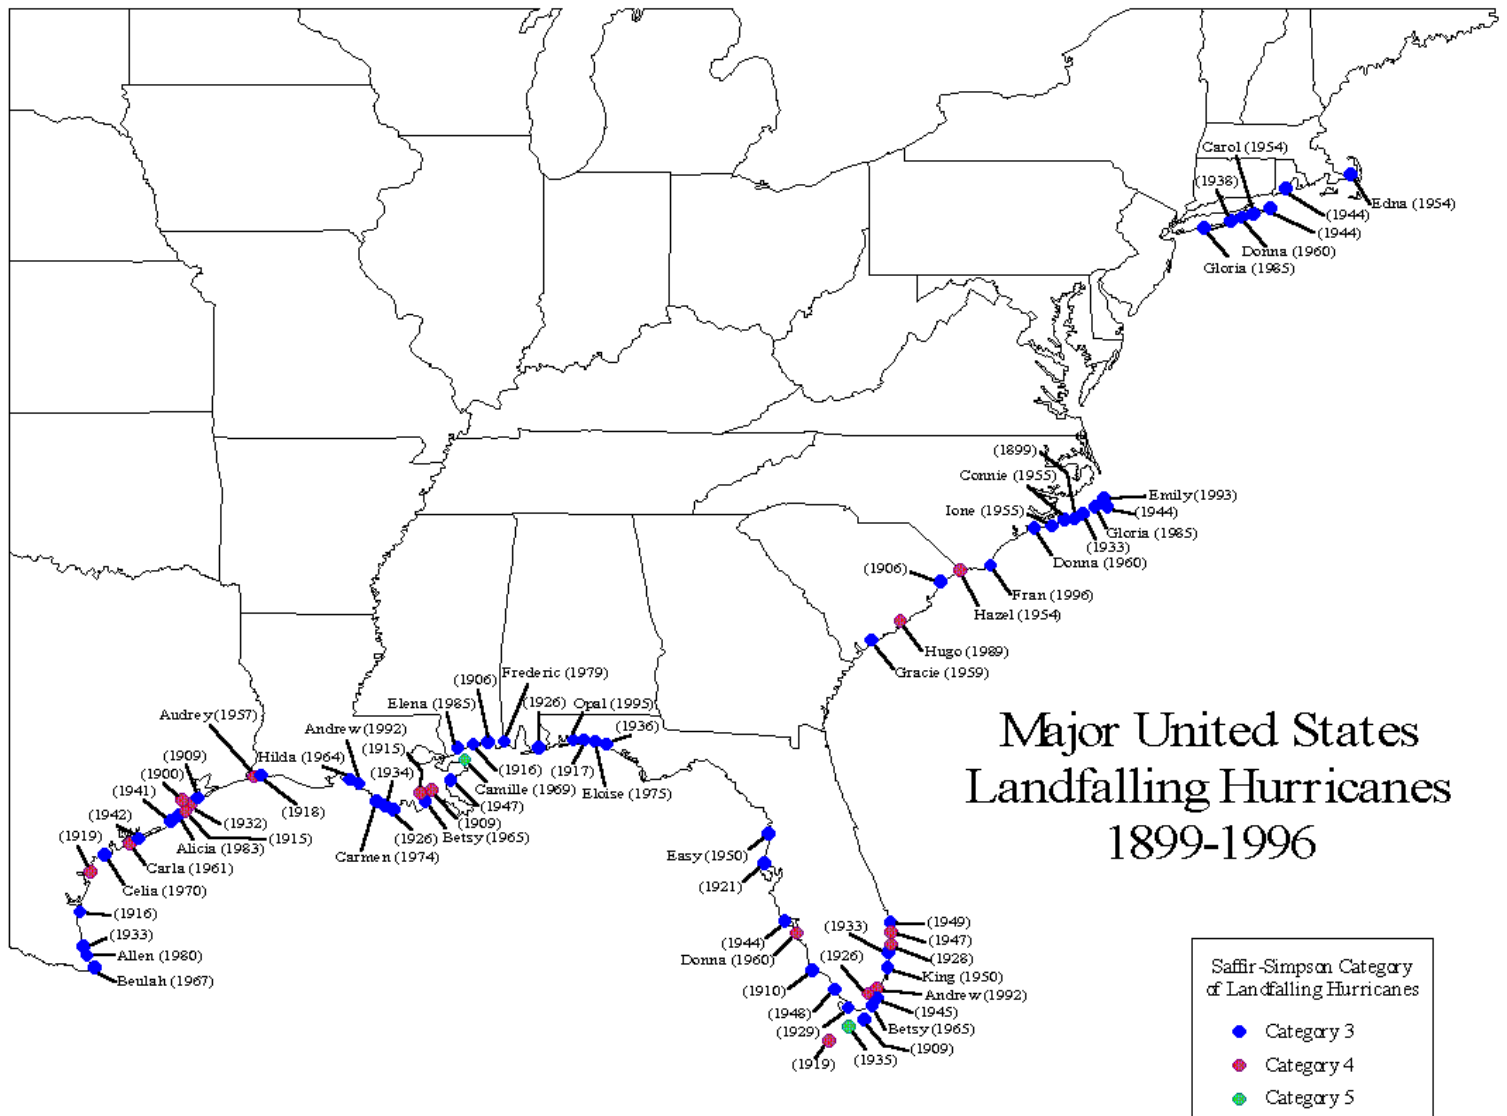 Carol (1954)
(1938)
Edna (1954)
(1944)
(1944)
Donna (1960)
Gloria (1985)
(1899)
Connie (1955)
Emily (1993)
Ione (1955)
(1944)
Gloria (1985)
(1933)
Donna (1960)
(1906)
Fran (1996)
Hazel (1954)
Hugo (1989)
Gracie (1959)
Frederic (1979)
(1906)
Elena (1985)
(1926)
Opal (1995)
Audrey (1957)
Andrew (1992)
(1936)
(1915)
(1909)
Hilda (1964)
(1934)
(1916)
(1917)
(1900)
Camille (1969)
Eloise (1975)
(1941)
(1947)
(1942)
(1918)
(1932)
(1909)
(1919)
(1915)
(1926)
Betsy (1965)
Alicia (1983)
Carmen (1974)
Carla (1961)
Celia (1970)
(1916)
(1933)
Allen (1980)
Beulah (1967)
Major United States
Landfalling Hurricanes
1899-1996
Easy (1950)
(1921)
(1933)
(1949)
(1944)
(1947)
Donna (1960)
(1926)
(1928)
King (1950)
(1910)
Andrew (1992)
(1948)
(1945)
(1929)
Betsy (1965)
(1909)
(1919)
(1935)
Saffir-Simpson Category
of Landfalling Hurricanes
Category 3
Category 4
Category 5